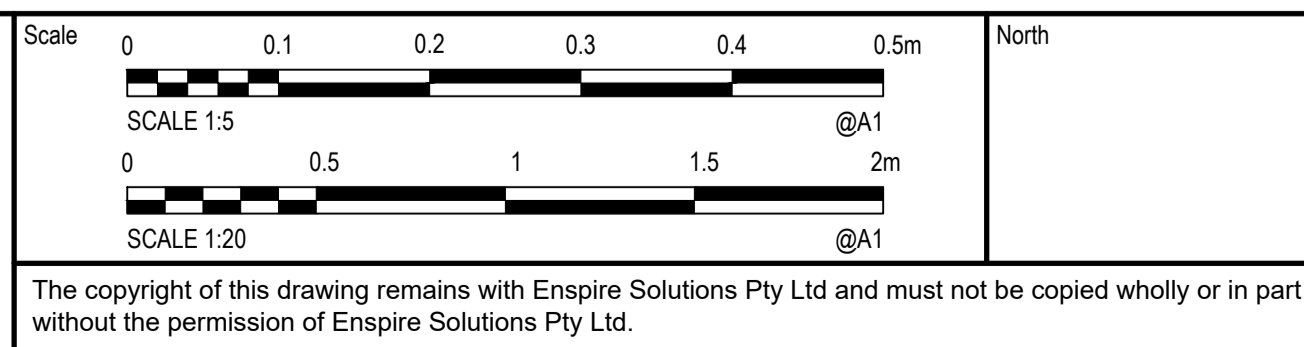 Scale
0 0.1 0.2 0.3 0.4 0.5m
SCALE 1:5 @A1
0 0.5 1 1.5 2m
SCALE 1:20 @A1
North
The copyright of this drawing remains with Enspire Solutions Pty Ltd and must not be copied wholly or in part
without the permission of Enspire Solutions Pty Ltd.